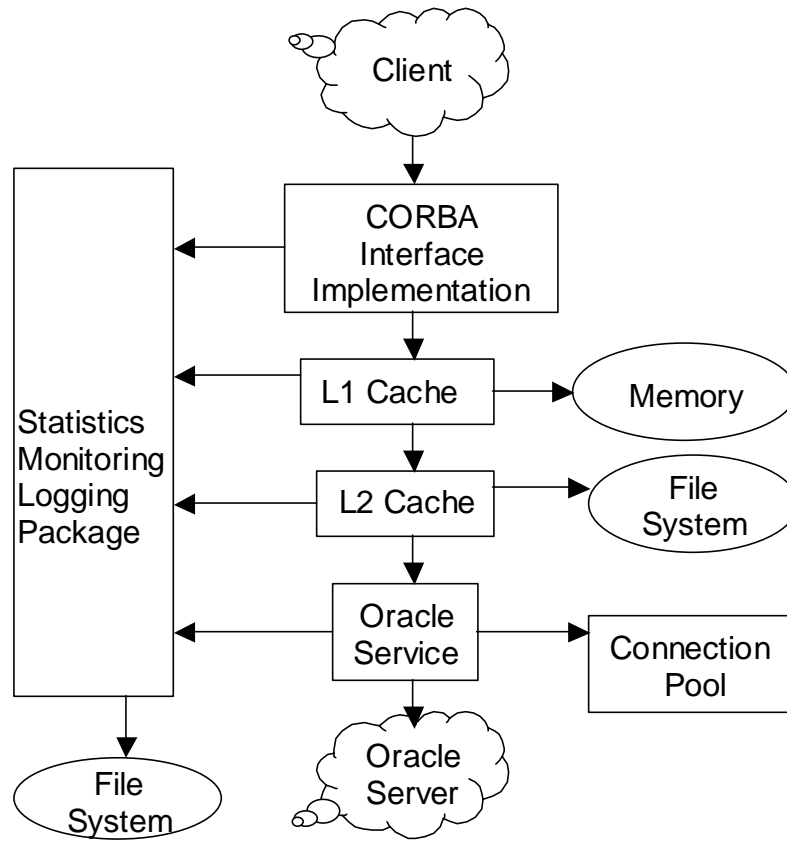 Client
CORBA
Interface
Implementation
L1 Cache
Memory
Statistics
Monitoring
Logging
Package
L2 Cache
File
System
Oracle
Service
Connection
Pool
File
System
Oracle
Server